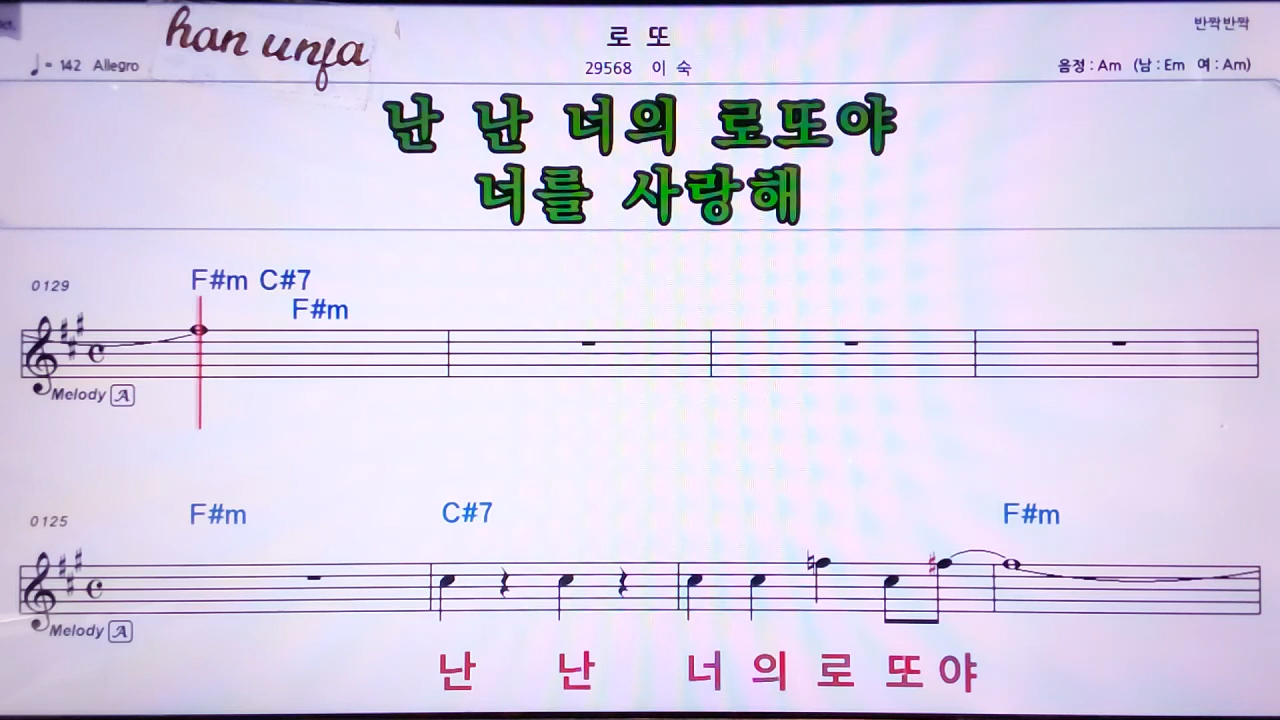 han unfa
로 또
반짝반짝
♩= 142 Allegro
29568 이 숙
음정 : Am (남 : Em 여 : Am)
난 난 너의 로또야
너를 사랑해
0129
F#m C#7
F#m
Melody A
0125
F#m C#7 F#m
Melody A
난 난 너 의 로 또 야